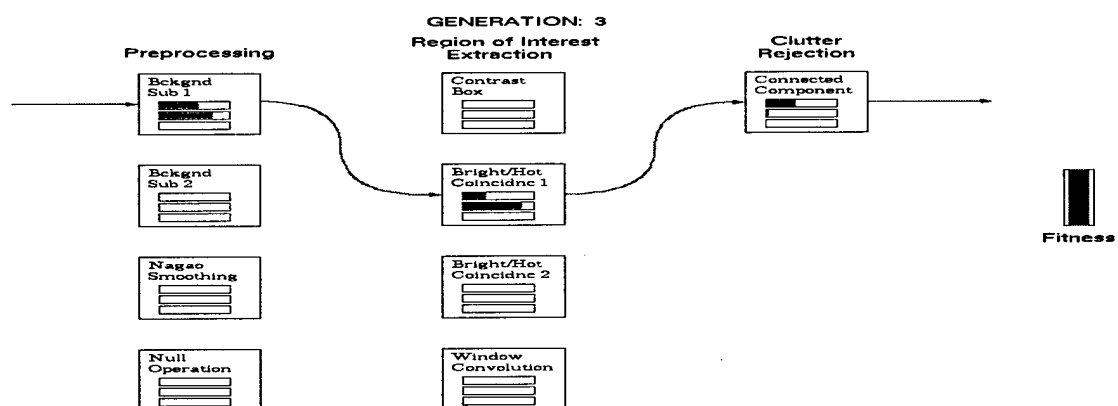 GENERATION: 3
Preprocessing
Region of Interest
Extraction
Clutter
Rejection
Bckgnd
Sub 1
Contrast
Box
Connected
Component
Bckgnd
Sub 2
Bright/Hot
Coincidnc 1
Fitness
Nagao
Smoothing
Bright/Hot
Coincidnc 2
Null
Operation
Window
Convolution